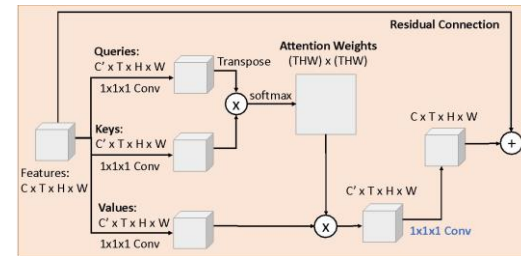 Residual Connection
Queries:
C' x T x H x W
1x1x1 Conv
Transpose
Attention Weights
(THW) x (THW)
X
softmax
Keys:
C' x T x H x W
1x1x1 Conv
Features:
C x T x H x W
Values:
C' x T x H x W
1x1x1 Conv
X
C' x T x H x W
1x1x1 Conv
C x T x H x W
+